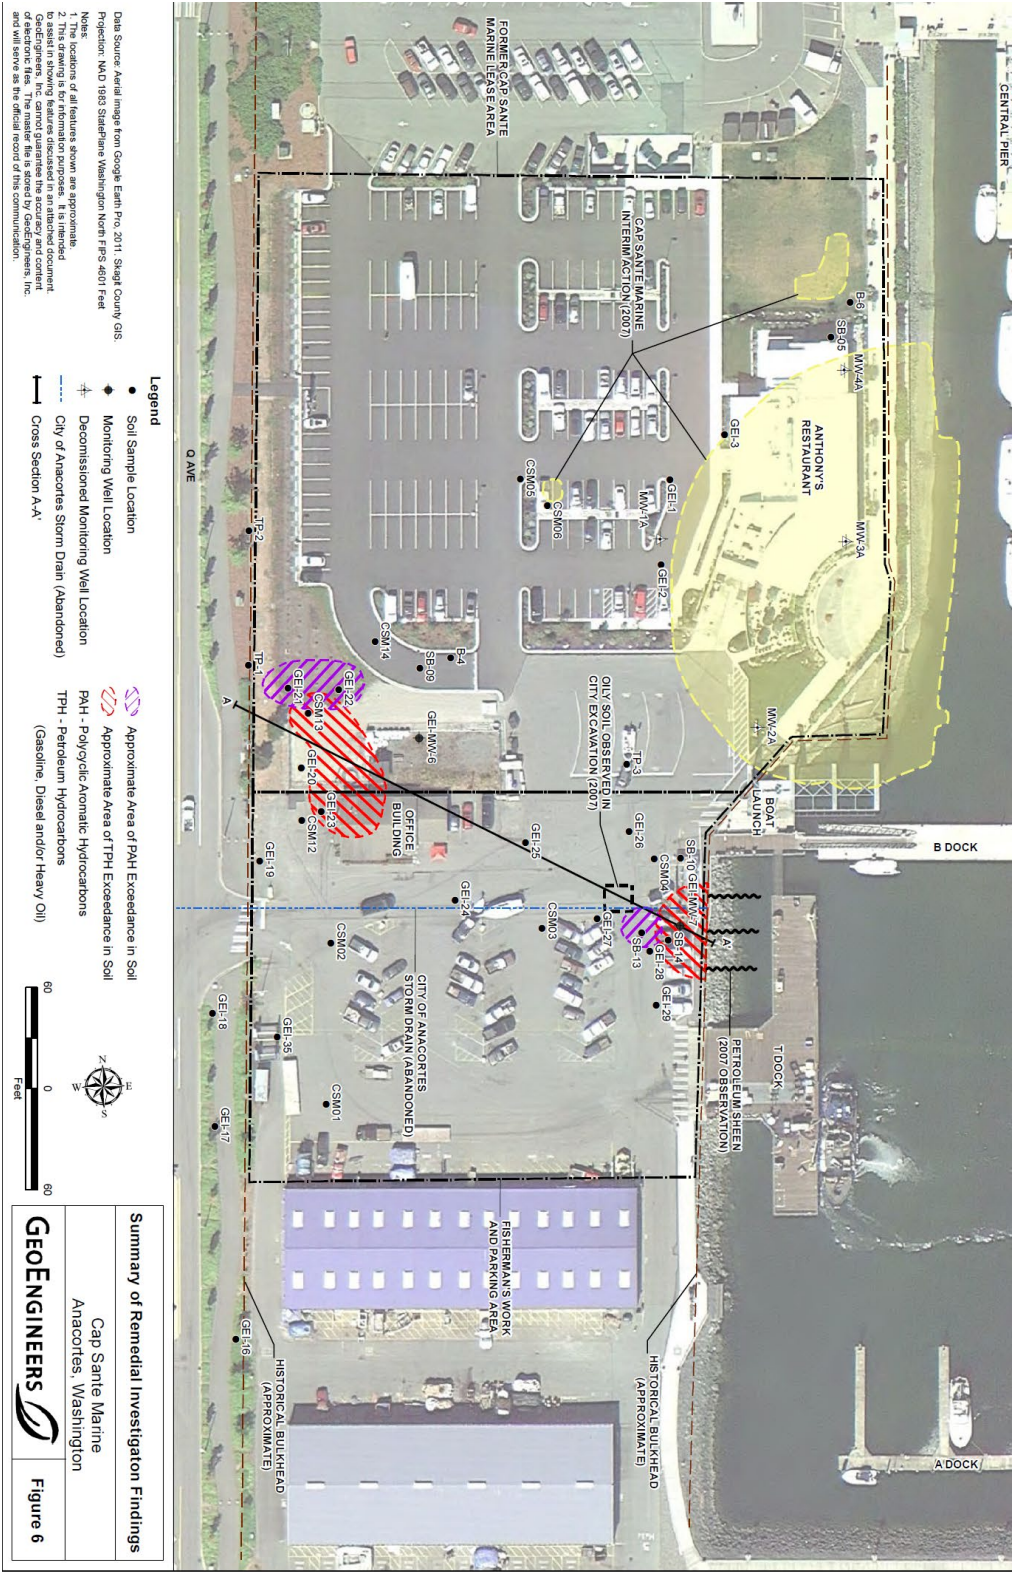 CENTRAL PIER
FORMER CAP SANTE
MARINE LEASE AREA
CAP SANTE MARINE
INTERIM ACTION (2007)
B-6
SB-05
MW-4A
ANTHONY'S
RESTAURANT
GEI-3
MW-3A
GEI-1
MW-1A
GEI-2
CSM05
CSM06
MW-2A
Q AVE
TP-2
TP-1
CSM14
SB-09
B-4
GEI-21
GEI-22
CSM13
A
GEI-MW-6
GEI-20
GEI-23
CSM12
OFFICE
BUILDING
OILY SOIL OBSERVED IN
CITY EXCAVATION (2007)
TP-3
BOAT
LAUNCH
B DOCK
GEI-26
GEI-25
SB-10
CSM04
GEI-MW-7
GEI-19
GEI-24
CSM03
GEI-27
SB-13
SB-14
GEI-28
A'
GEI-29
CSM02
CITY OF ANACORTES
STORM DRAIN (ABANDONED)
PETROLEUM SHEEN
(2007 OBSERVATION)
T DOCK
GEI-18
GEI-35
GEI-17
CSM01
FISHERMAN'S WORK
AND PARKING AREA
GEI-16
HISTORICAL BULKHEAD
(APPROXIMATE)
HISTORICAL BULKHEAD
(APPROXIMATE)
A DOCK
Data Source: Aerial image from Google Earth Pro, 2011. Skagit County GIS.
Projection: NAD 1983 StatePlane Washington North FIPS 4601 Feet
Notes:
1. The locations of all features shown are approximate.
2. This drawing is for information purposes. It is intended
to assist in showing features discussed in an attached document.
GeoEngineers, Inc. cannot guarantee the accuracy and content
of electronic files. The master file is stored by GeoEngineers, Inc.
and will serve as the official record of this communication.
Legend
Soil Sample Location
Monitoring Well Location
Decomissioned Monitoring Well Location
City of Anacortes Storm Drain (Abandoned)
Cross Section A-A'
Approximate Area of PAH Exceedance in Soil
Approximate Area of TPH Exceedance in Soil
PAH - Polycyclic Aromatic Hydrocarbons
TPH - Petroleum Hydrocarbons
(Gasoline, Diesel and/or Heavy Oil)
N
E
S
W
60 0 60
Feet
Summary of Remedial Investigaton Findings
Cap Sante Marine
Anacortes, Washington
GEOENGINEERS
Figure 6